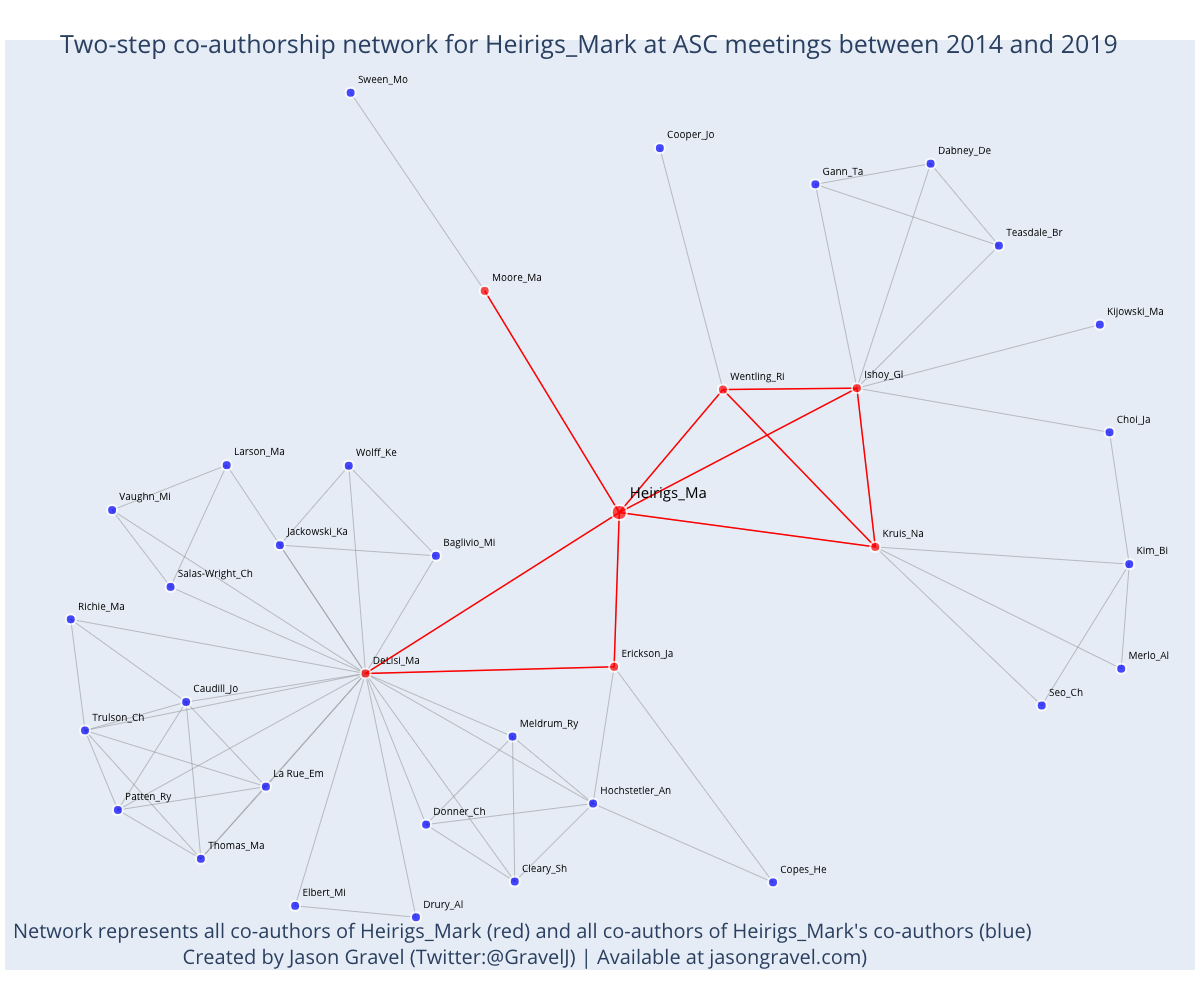 Two-step co-authorship network for Heirigs_Mark at ASC meetings between 2014 and 2019
Sween_Mo
Cooper_Jo
Dabney_De
Gann_Ta
Teasdale_Br
Moore_Ma
Kijowski_Ma
Wentling_Ri
Ishoy_Gl
Choi_Ja
Larson_Ma
Wolff_Ke
Vaughn_Mi
Heirigs_Ma
Jackowski_Ka
Baglivio_Mi
Kruis_Na
Kim_Bi
Salas-Wright_Ch
Richie_Ma
DeLisi_Ma
Erickson_Ja
Merlo_Al
Caudill_Jo
Seo_Ch
Trulson_Ch
Meldrum_Ry
La Rue_Em
Hochstetler_An
Patten_Ry
Donner_Ch
Thomas_Ma
Cleary_Sh
Copes_He
Elbert_Mi
Drury_Al
Network represents all co-authors of Heirigs_Mark (red) and all co-authors of Heirigs_Mark's co-authors (blue)
Created by Jason Gravel (Twitter:@GravelJ) | Available at jasongravel.com)